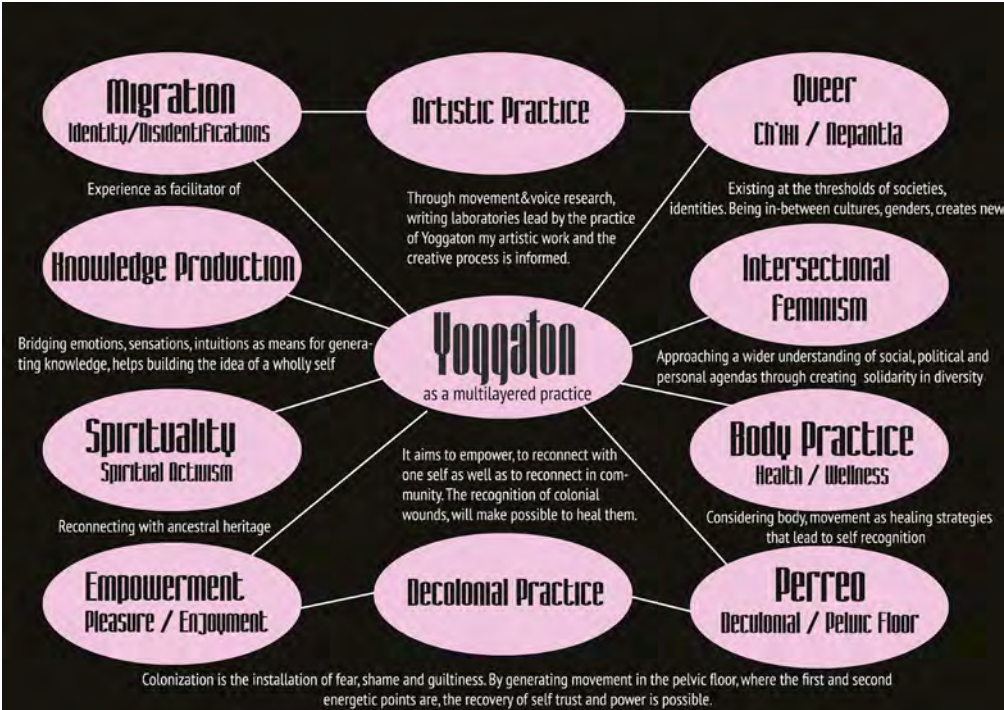 Migration
Identity/Disidentifications
Artistic Practice
Queer
Ch'ixi / Nepantla
Experience as facilitator of
Through movement&voice research,
writing laboratories lead by the practice
of Yoggaton my artistic work and the
creative process is informed.
Existing at the thresholds of societies,
identities. Being in-between cultures, genders, creates new
Knowledge Production
Intersectional
Feminism
Bridging emotions, sensations, intuitions as means for genera-
ting knowledge, helps building the idea of a wholly self
Yoggaton
as a multilayered practice
Approaching a wider understanding of social, political and
personal agendas through creating solidarity in diversity
Spirituality
Spiritual Activism
It aims to empower, to reconnect with
one self as well as to reconnect in com-
munity. The recognition of colonial
wounds, will make possible to heal them.
Body Practice
Health / Wellness
Reconnecting with ancestral heritage
Considering body, movement as healing strategies
that lead to self recognition
Empowerment
Pleasure / Enjoyment
Decolonial Practice
Perreo
Deculonial / Pelvic Floor
Colonization is the installation of fear, shame and guiltiness. By generating movement in the pelvic floor, where the first and second
energetic points are, the recovery of self trust and power is possible.